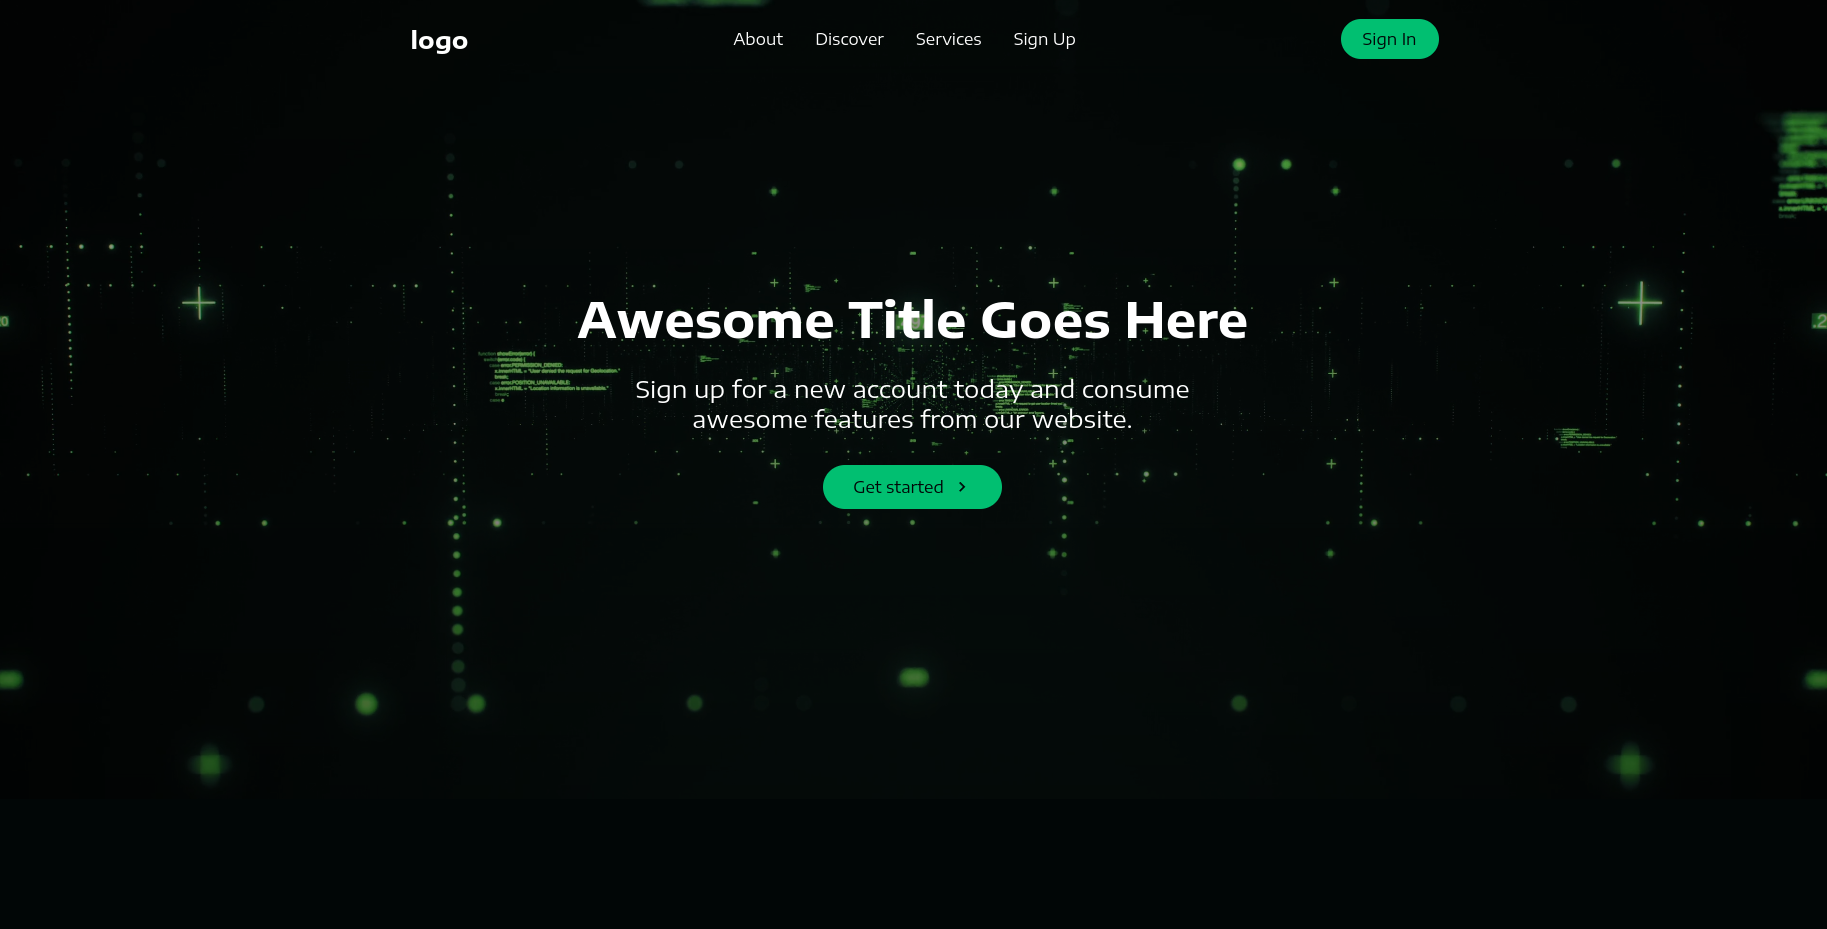 logo
About
Discover
Services
Sign Up
Sign In
Awesome Title Goes Here
Sign up for a new account today and consume
awesome features from our website.
Get started